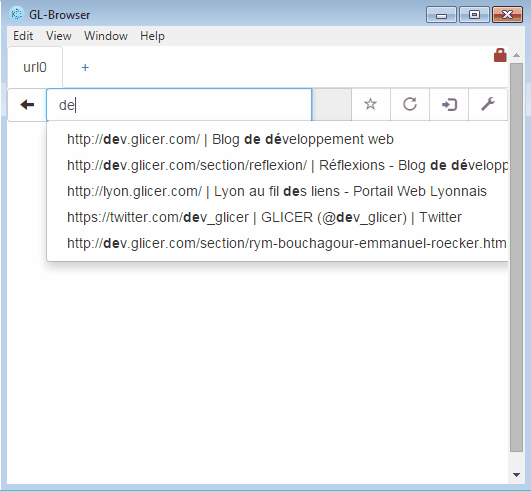 GL-Browser
Edit View Window Help
url0 +
de
http://dev.glicer.com/ | Blog de développement web
http://dev.glicer.com/section/reflexion/ | Réflexions - Blog de dévelop
http://lyon.glicer.com/ | Lyon au fil des liens - Portail Web Lyonnais
https://twitter.com/dev_glicer | GLICER (@dev_glicer) | Twitter
http://dev.glicer.com/section/rym-bouchagour-emmanuel-roecker.htm